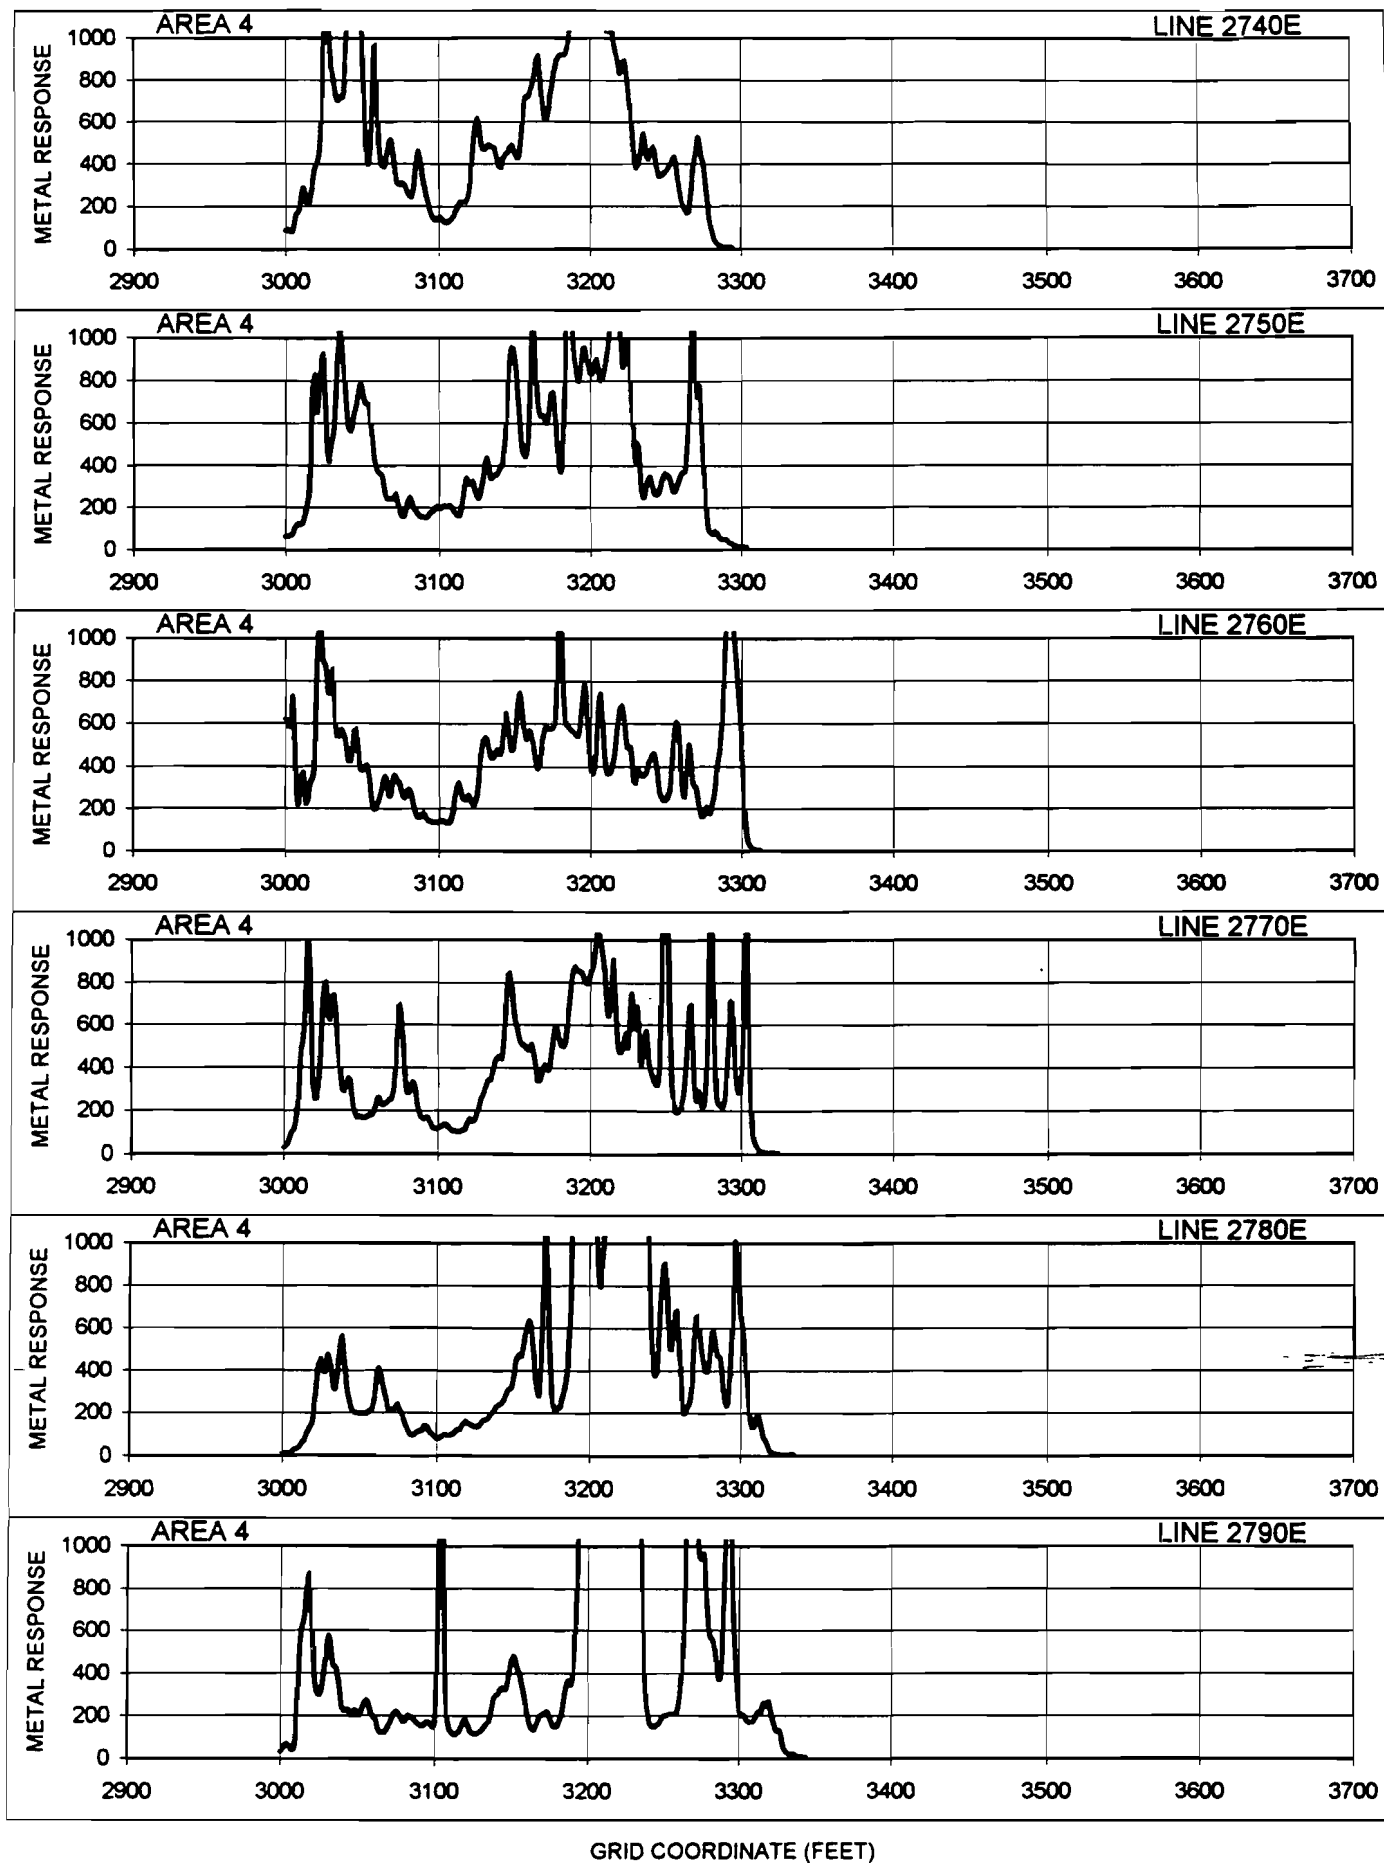 AREA 4 LINE 2740E
METAL RESPONSE
1000
800
600
400
200
0
2900 3000 3100 3200 3300 3400 3500 3600 3700
AREA 4 LINE 2750E
METAL RESPONSE
1000
800
600
400
200
0
2900 3000 3100 3200 3300 3400 3500 3600 3700
AREA 4 LINE 2760E
METAL RESPONSE
1000
800
600
400
200
0
2900 3000 3100 3200 3300 3400 3500 3600 3700
AREA 4 LINE 2770E
METAL RESPONSE
1000
800
600
400
200
0
2900 3000 3100 3200 3300 3400 3500 3600 3700
AREA 4 LINE 2780E
METAL RESPONSE
1000
800
600
400
200
0
2900 3000 3100 3200 3300 3400 3500 3600 3700
AREA 4 LINE 2790E
METAL RESPONSE
1000
800
600
400
200
0
2900 3000 3100 3200 3300 3400 3500 3600 3700
GRID COORDINATE (FEET)